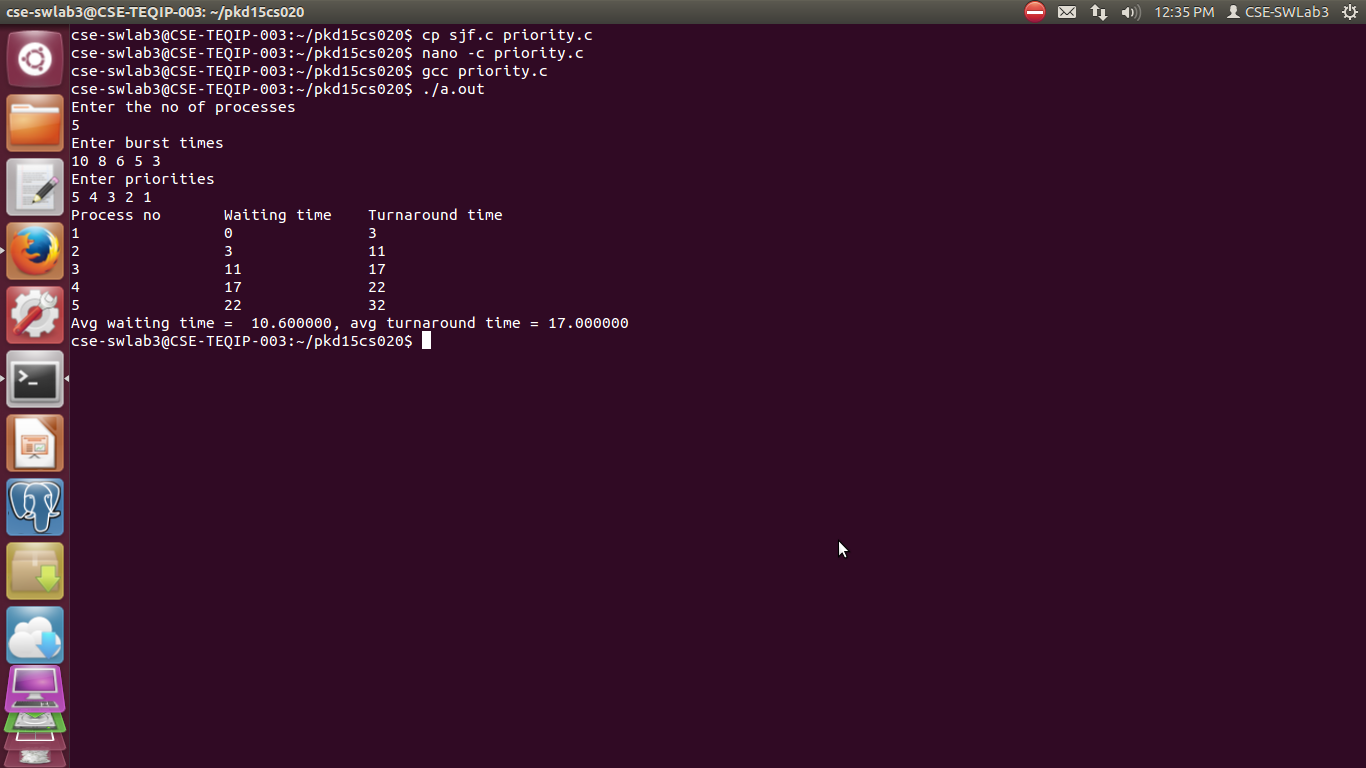 cse-swlab3@CSE-TEQIP-003: ~/pkd15cs020
12:35 PM CSE-SWLab3
cse-swlab3@CSE-TEQIP-003:~/pkd15cs020$ cp sjf.c priority.c
cse-swlab3@CSE-TEQIP-003:~/pkd15cs020$ nano -c priority.c
cse-swlab3@CSE-TEQIP-003:~/pkd15cs020$ gcc priority.c
cse-swlab3@CSE-TEQIP-003:~/pkd15cs020$ ./a.out
Enter the no of processes
5
Enter burst times
10 8 6 5 3
Enter priorities
5 4 3 2 1
Process no Waiting time Turnaround time
1 0 3
2 3 11
3 11 17
4 17 22
5 22 32
Avg waiting time =  10.600000, avg turnaround time = 17.000000
cse-swlab3@CSE-TEQIP-003:~/pkd15cs020$